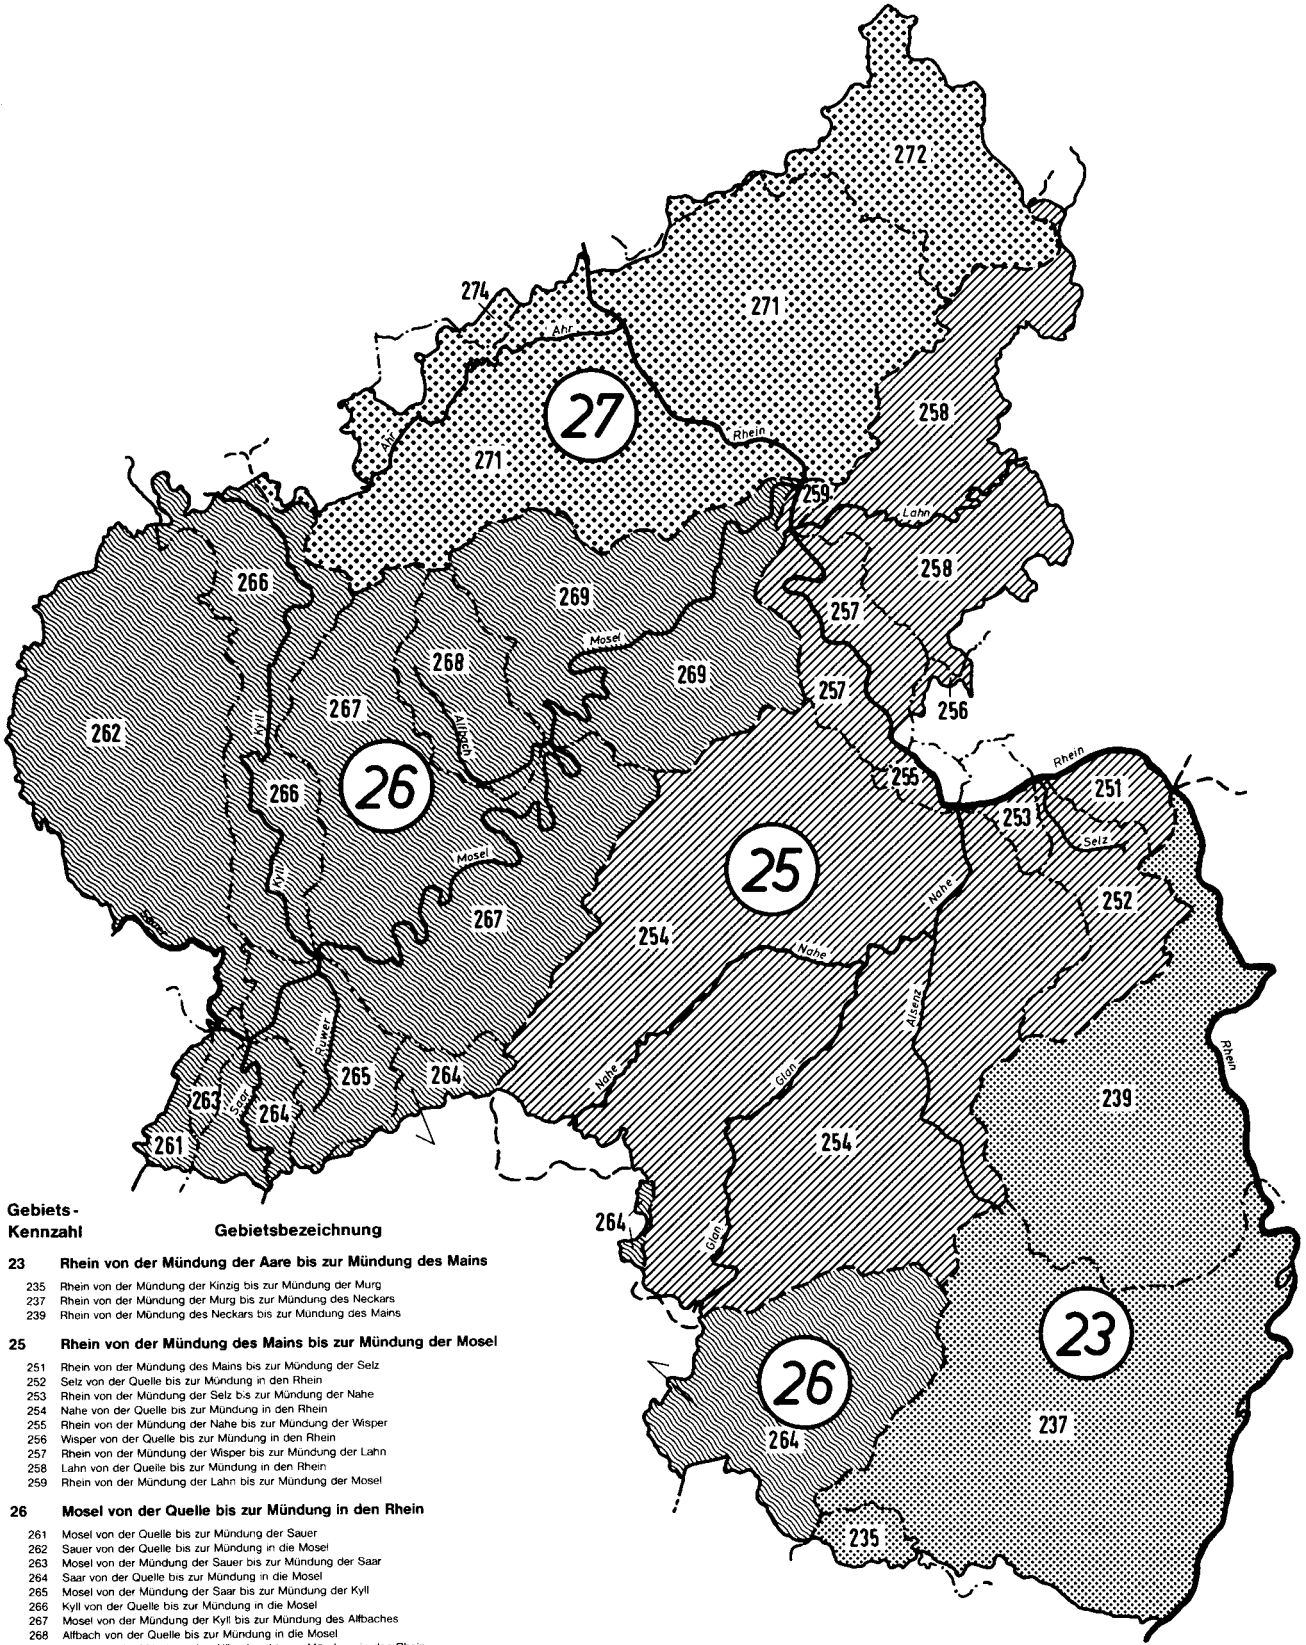 272
274
271
Ahr
27
258
Ahr
Rhein
271
259
Lahn
266
269
258
257
Mosel
268
269
267
257
262
Kyll
Alfbach
256
26
255
Rhein
251
266
253
Selz
25
Mosel
Kyll
Nahe
252
267
254
Nahe
Sauer
Alsenz
Ruwer
Rhein
265
264
Nahe
Glan
263
Saar
264
239
261
254
264
Glan
23
26
237
264
235
Gebiets-
Kennzahl Gebietsbezeichnung
23 Rhein von der Mündung der Aare bis zur Mündung des Mains
235 Rhein von der Mündung der Kinzig bis zur Mündung der Murg
237 Rhein von der Mündung der Murg bis zur Mündung des Neckars
239 Rhein von der Mündung des Neckars bis zur Mündung des Mains
25 Rhein von der Mündung des Mains bis zur Mündung der Mosel
251 Rhein von der Mündung des Mains bis zur Mündung der Selz
252 Selz von der Quelle bis zur Mündung in den Rhein
253 Rhein von der Mündung der Selz bis zur Mündung der Nahe
254 Nahe von der Quelle bis zur Mündung in den Rhein
255 Rhein von der Mündung der Nahe bis zur Mündung der Wisper
256 Wisper von der Quelle bis zur Mündung in den Rhein
257 Rhein von der Mündung der Wisper bis zur Mündung der Lahn
258 Lahn von der Quelle bis zur Mündung in den Rhein
259 Rhein von der Mündung der Lahn bis zur Mündung der Mosel
26 Mosel von der Quelle bis zur Mündung in den Rhein
261 Mosel von der Quelle bis zur Mündung der Sauer
262 Sauer von der Quelle bis zur Mündung in die Mosel
263 Mosel von der Mündung der Sauer bis zur Mündung der Saar
264 Saar von der Quelle bis zur Mündung in die Mosel
265 Mosel von der Mündung der Saar bis zur Mündung der Kyll
266 Kyll von der Quelle bis zur Mündung in die Mosel
267 Mosel von der Mündung der Kyll bis zur Mündung des Alfbaches
268 Alfbach von der Quelle bis zur Mündung in die Mosel